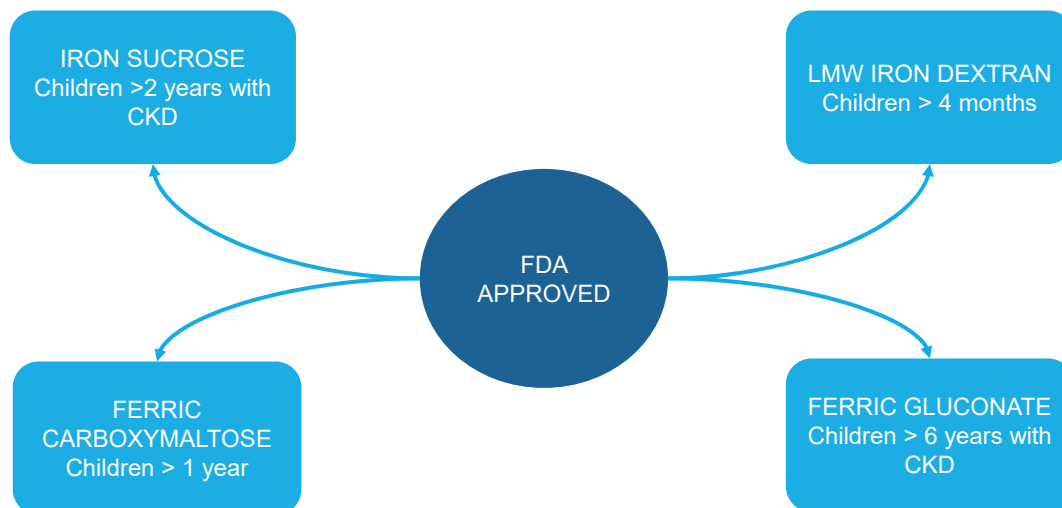 IRON SUCROSE
Children >2 years with
CKD
LMW IRON DEXTRAN
Children > 4 months
FDA
APPROVED
FERRIC
CARBOXYMALTOSE
Children > 1 year
FERRIC GLUCONATE
Children > 6 years with
CKD